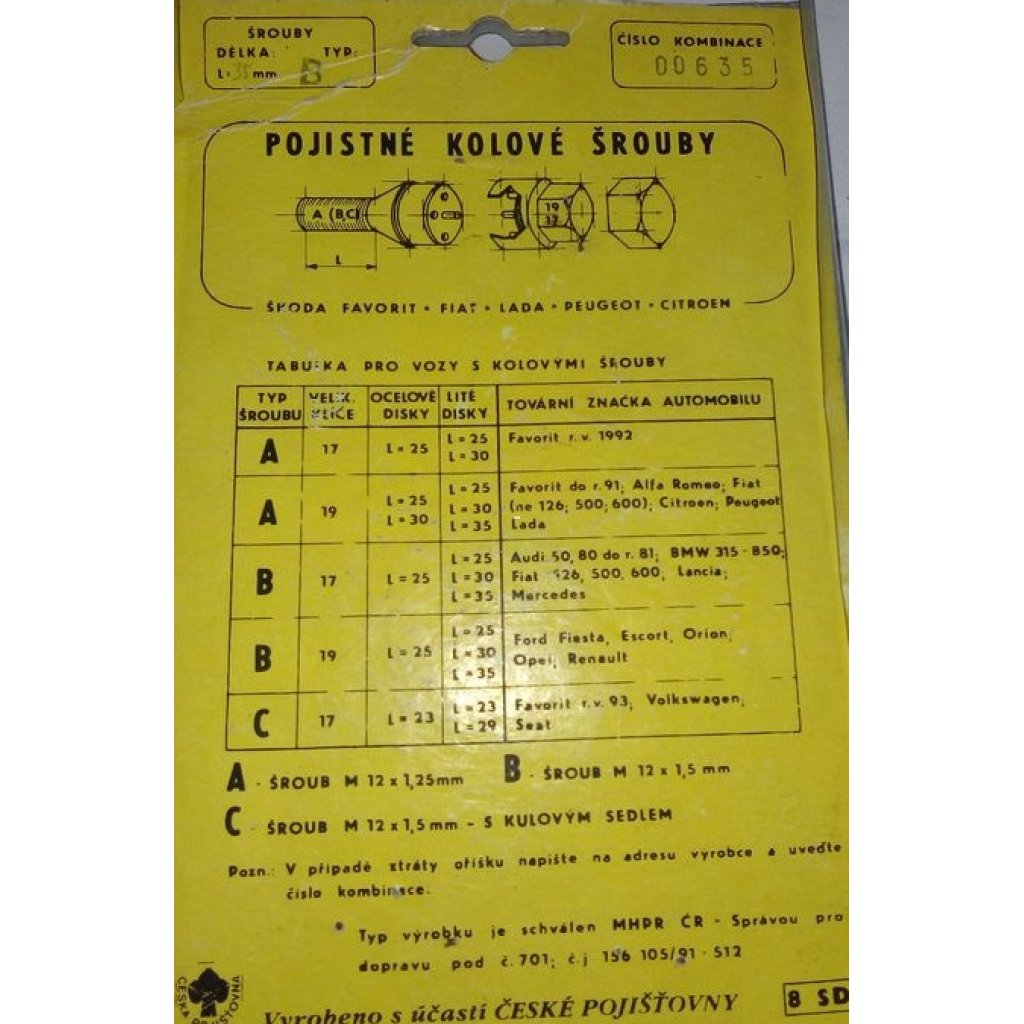 ŠROUBY
DÉLKA: TYP:
L=35mm B
ČÍSLO KOMBINACE
00635
POJISTNÉ KOLOVÉ ŠROUBY
A (B,C)
19
17
L
ŠKODA FAVORIT • FIAT • LADA • PEUGEOT • CITROEN
TABULKA PRO VOZY S KOLOVÝMI ŠROUBY
TYP ŠROUBU VELIK. KLÍČE OCELOVÉ DISKY LITÉ DISKY TOVÁRNÍ ZNAČKA AUTOMOBILU
A 17 L=25 L=25 Favorit r.v. 1992
L=30
A 19 L=25 L=25 Favorit do r.91; Alfa Romeo; Fiat
L=30 L=30 (ne 126; 500; 600); Citroen; Peugeot
L=35 Lada
B 17 L=25 L=25 Audi 50, 80 do r. 81; BMW 315-850;
L=30 Fiat 126, 500, 600; Lancia;
L=35 Mercedes
B 19 L=25 L=25 Ford Fiesta, Escort, Orion;
L=30 Opel; Renault
L=35
C 17 L=23 L=23 Favorit r.v. 93, Volkswagen,
L=29 Seat
A - ŠROUB M 12 x 1,25mm B - ŠROUB M 12 x 1,5 mm
C - ŠROUB M 12 x 1,5mm - S KULOVÝM SEDLEM
Pozn.: V případě ztráty oříšku napište na adresu výrobce a uveďte
číslo kombinace.
* Typ výrobku je schválen MHPR ČR - Správou pro
dopravu pod č. 701; č.j 156 105/91-512
ČESKÁ POJIŠŤOVNA
Vyrobeno s účastí ČESKÉ POJIŠŤOVNY
8 SD